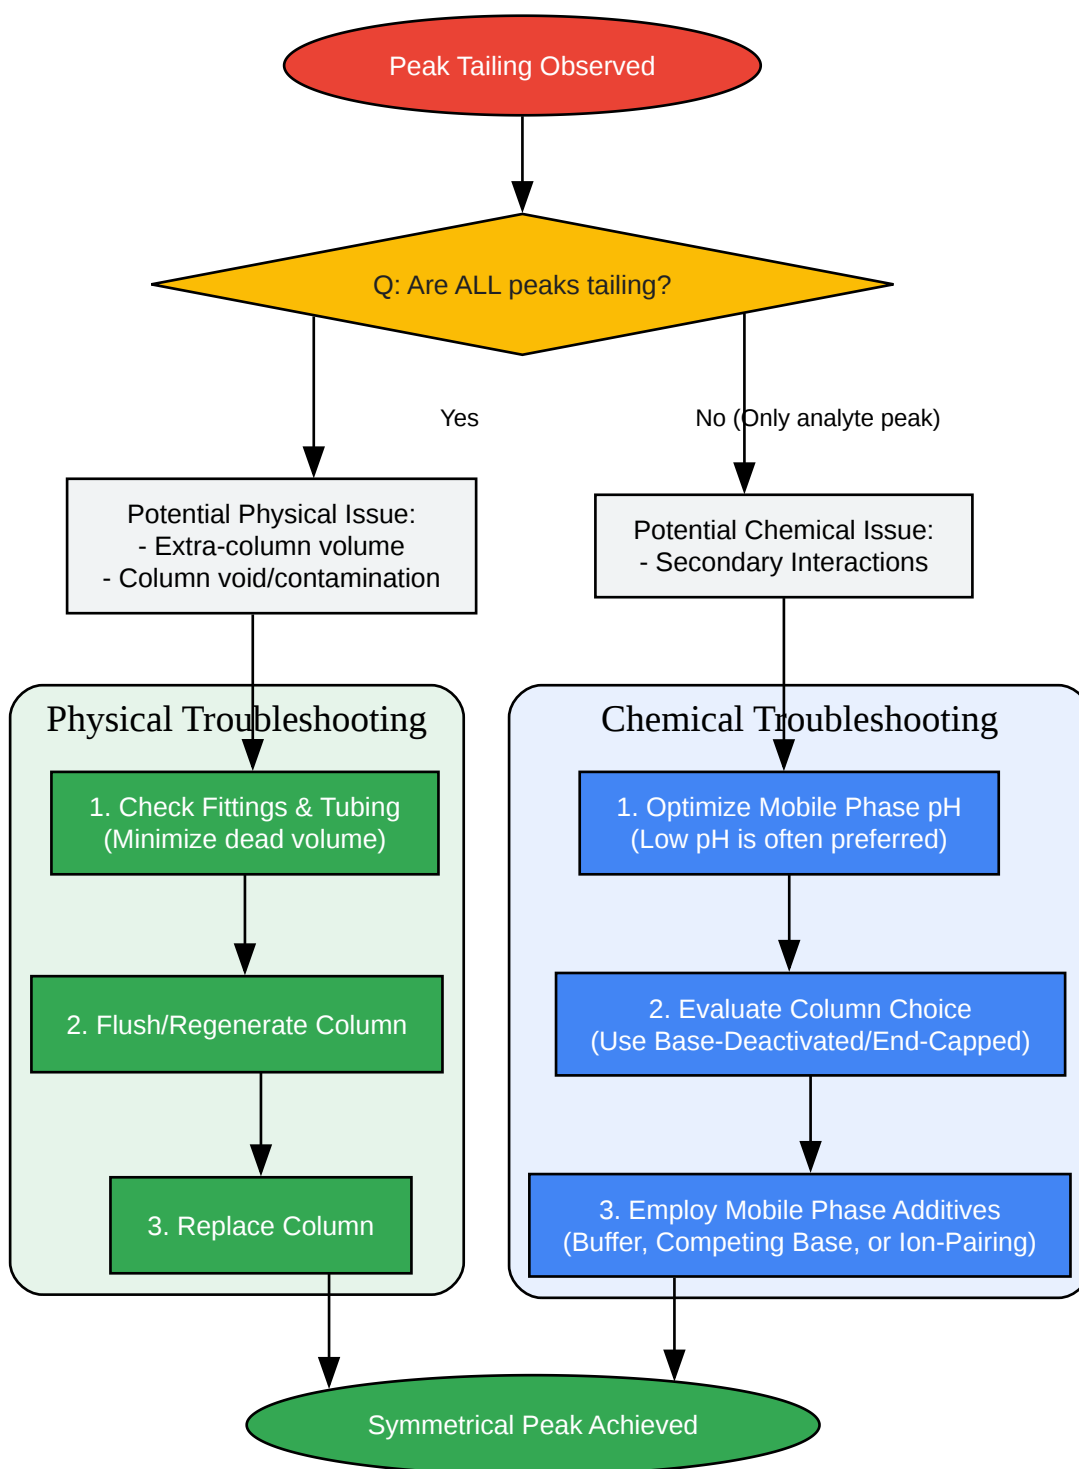 Peak Tailing Observed
Q: Are ALL peaks tailing?
Yes
No (Only analyte peak)
Potential Physical Issue:
- Extra-column volume
- Column void/contamination
Potential Chemical Issue:
- Secondary Interactions
Physical Troubleshooting
1. Check Fittings & Tubing
(Minimize dead volume)
2. Flush/Regenerate Column
3. Replace Column
Chemical Troubleshooting
1. Optimize Mobile Phase pH
(Low pH is often preferred)
2. Evaluate Column Choice
(Use Base-Deactivated/End-Capped)
3. Employ Mobile Phase Additives
(Buffer, Competing Base, or Ion-Pairing)
Symmetrical Peak Achieved